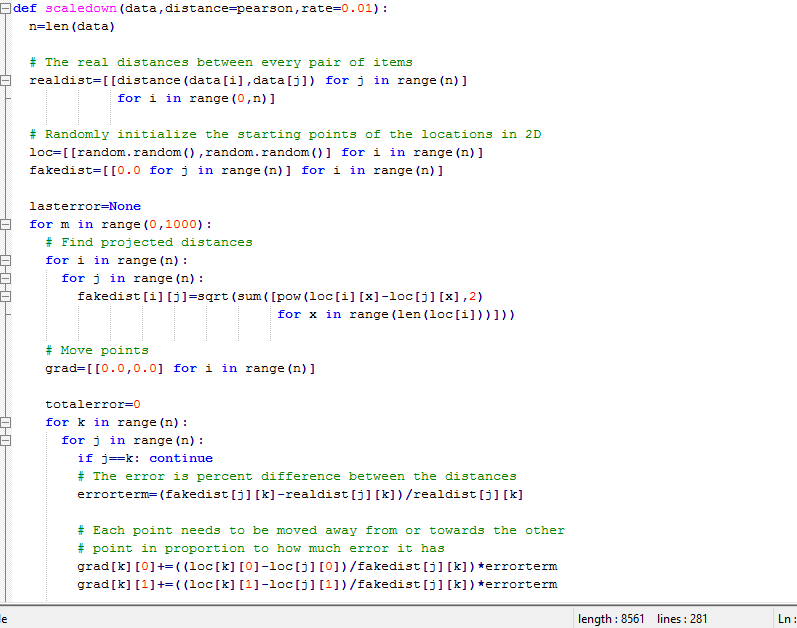 def scaledown(data,distance=pearson,rate=0.01):
  n=len(data)
  # The real distances between every pair of items
  realdist=[[distance(data[i],data[j]) for j in range(n)]
             for i in range(0,n)]
  # Randomly initialize the starting points of the locations in 2D
  loc=[[random.random(),random.random()] for i in range(n)]
  fakedist=[[0.0 for j in range(n)] for i in range(n)]
  lasterror=None
  for m in range(0,1000):
    # Find projected distances
    for i in range(n):
      for j in range(n):
        fakedist[i][j]=sqrt(sum([pow(loc[i][x]-loc[j][x],2)
                                 for x in range(len(loc[i]))]))
    # Move points
    grad=[[0.0,0.0] for i in range(n)]
    totalerror=0
    for k in range(n):
      for j in range(n):
        if j==k: continue
        # The error is percent difference between the distances
        errorterm=(fakedist[j][k]-realdist[j][k])/realdist[j][k]
        # Each point needs to be moved away from or towards the other
        # point in proportion to how much error it has
        grad[k][0]+=((loc[k][0]-loc[j][0])/fakedist[j][k])*errorterm
        grad[k][1]+=((loc[k][1]-loc[j][1])/fakedist[j][k])*errorterm
le length : 8561 lines : 281 Ln :